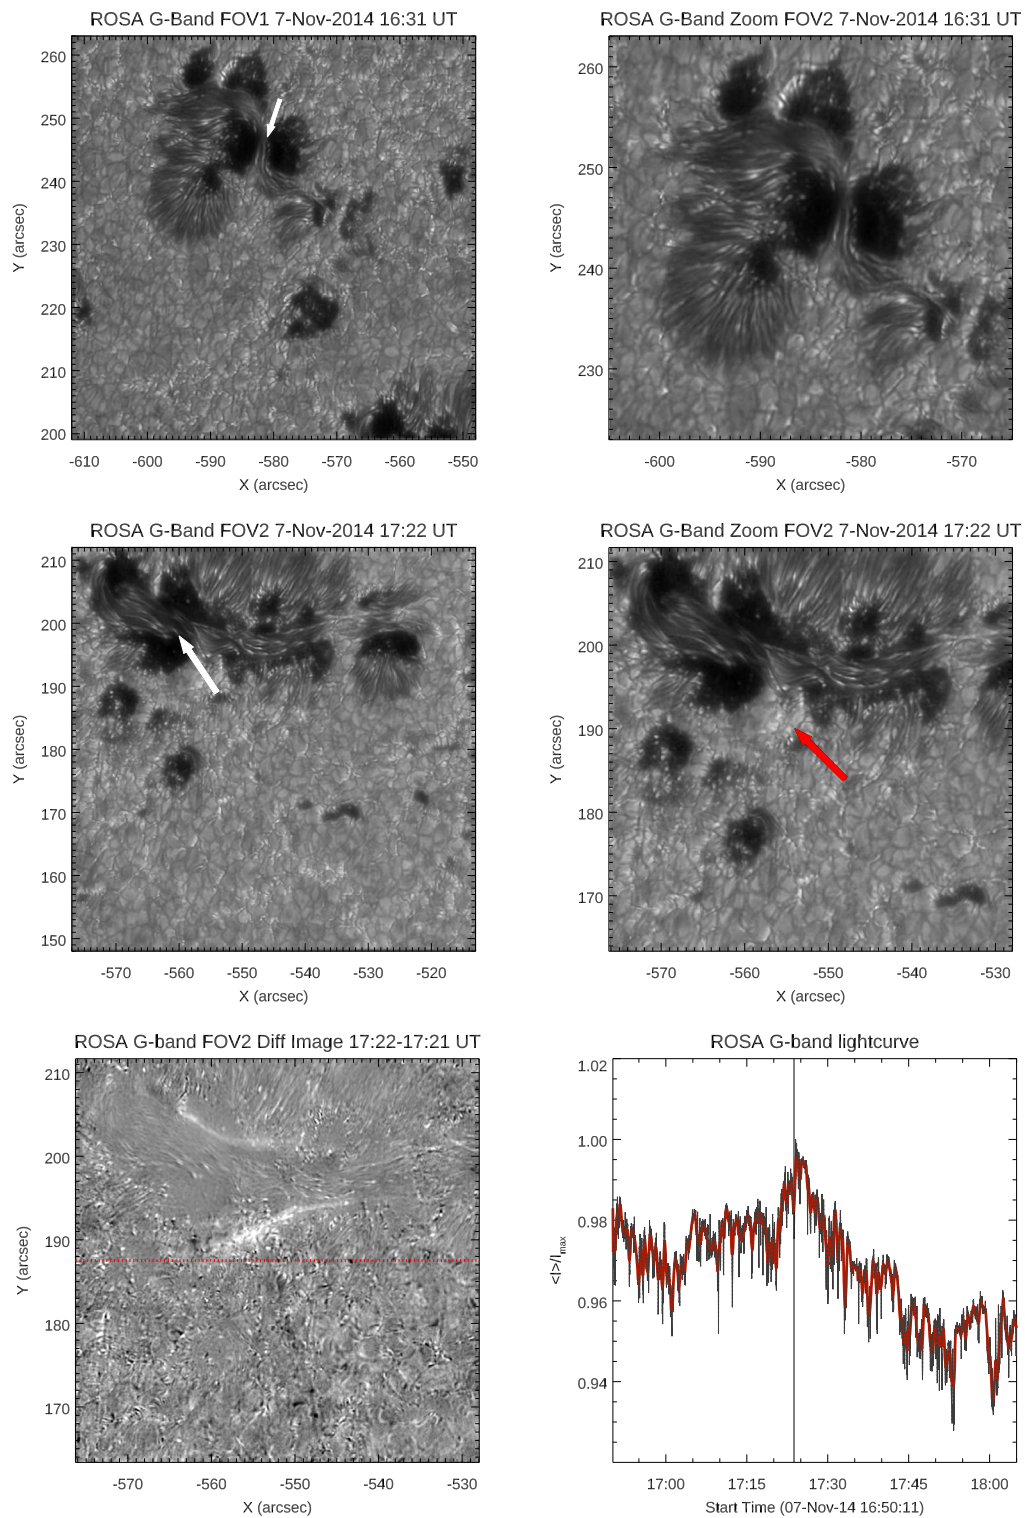 ROSA G-Band FOV1 7-Nov-2014 16:31 UT
260
250
240
230
220
210
200
Y (arcsec)
-610 -600 -590 -580 -570 -560 -550
X (arcsec)
ROSA G-Band Zoom FOV2 7-Nov-2014 16:31 UT
260
250
240
230
Y (arcsec)
-600 -590 -580 -570
X (arcsec)
ROSA G-Band FOV2 7-Nov-2014 17:22 UT
210
200
190
180
170
160
150
Y (arcsec)
-570 -560 -550 -540 -530 -520
X (arcsec)
ROSA G-Band Zoom FOV2 7-Nov-2014 17:22 UT
210
200
190
180
170
Y (arcsec)
-570 -560 -550 -540 -530
X (arcsec)
ROSA G-band FOV2 Diff Image 17:22-17:21 UT
210
200
190
180
170
Y (arcsec)
-570 -560 -550 -540 -530
X (arcsec)
ROSA G-band lightcurve
1.02
1.00
0.98
0.96
0.94
<I>/Imax
17:00 17:15 17:30 17:45 18:00
Start Time (07-Nov-14 16:50:11)